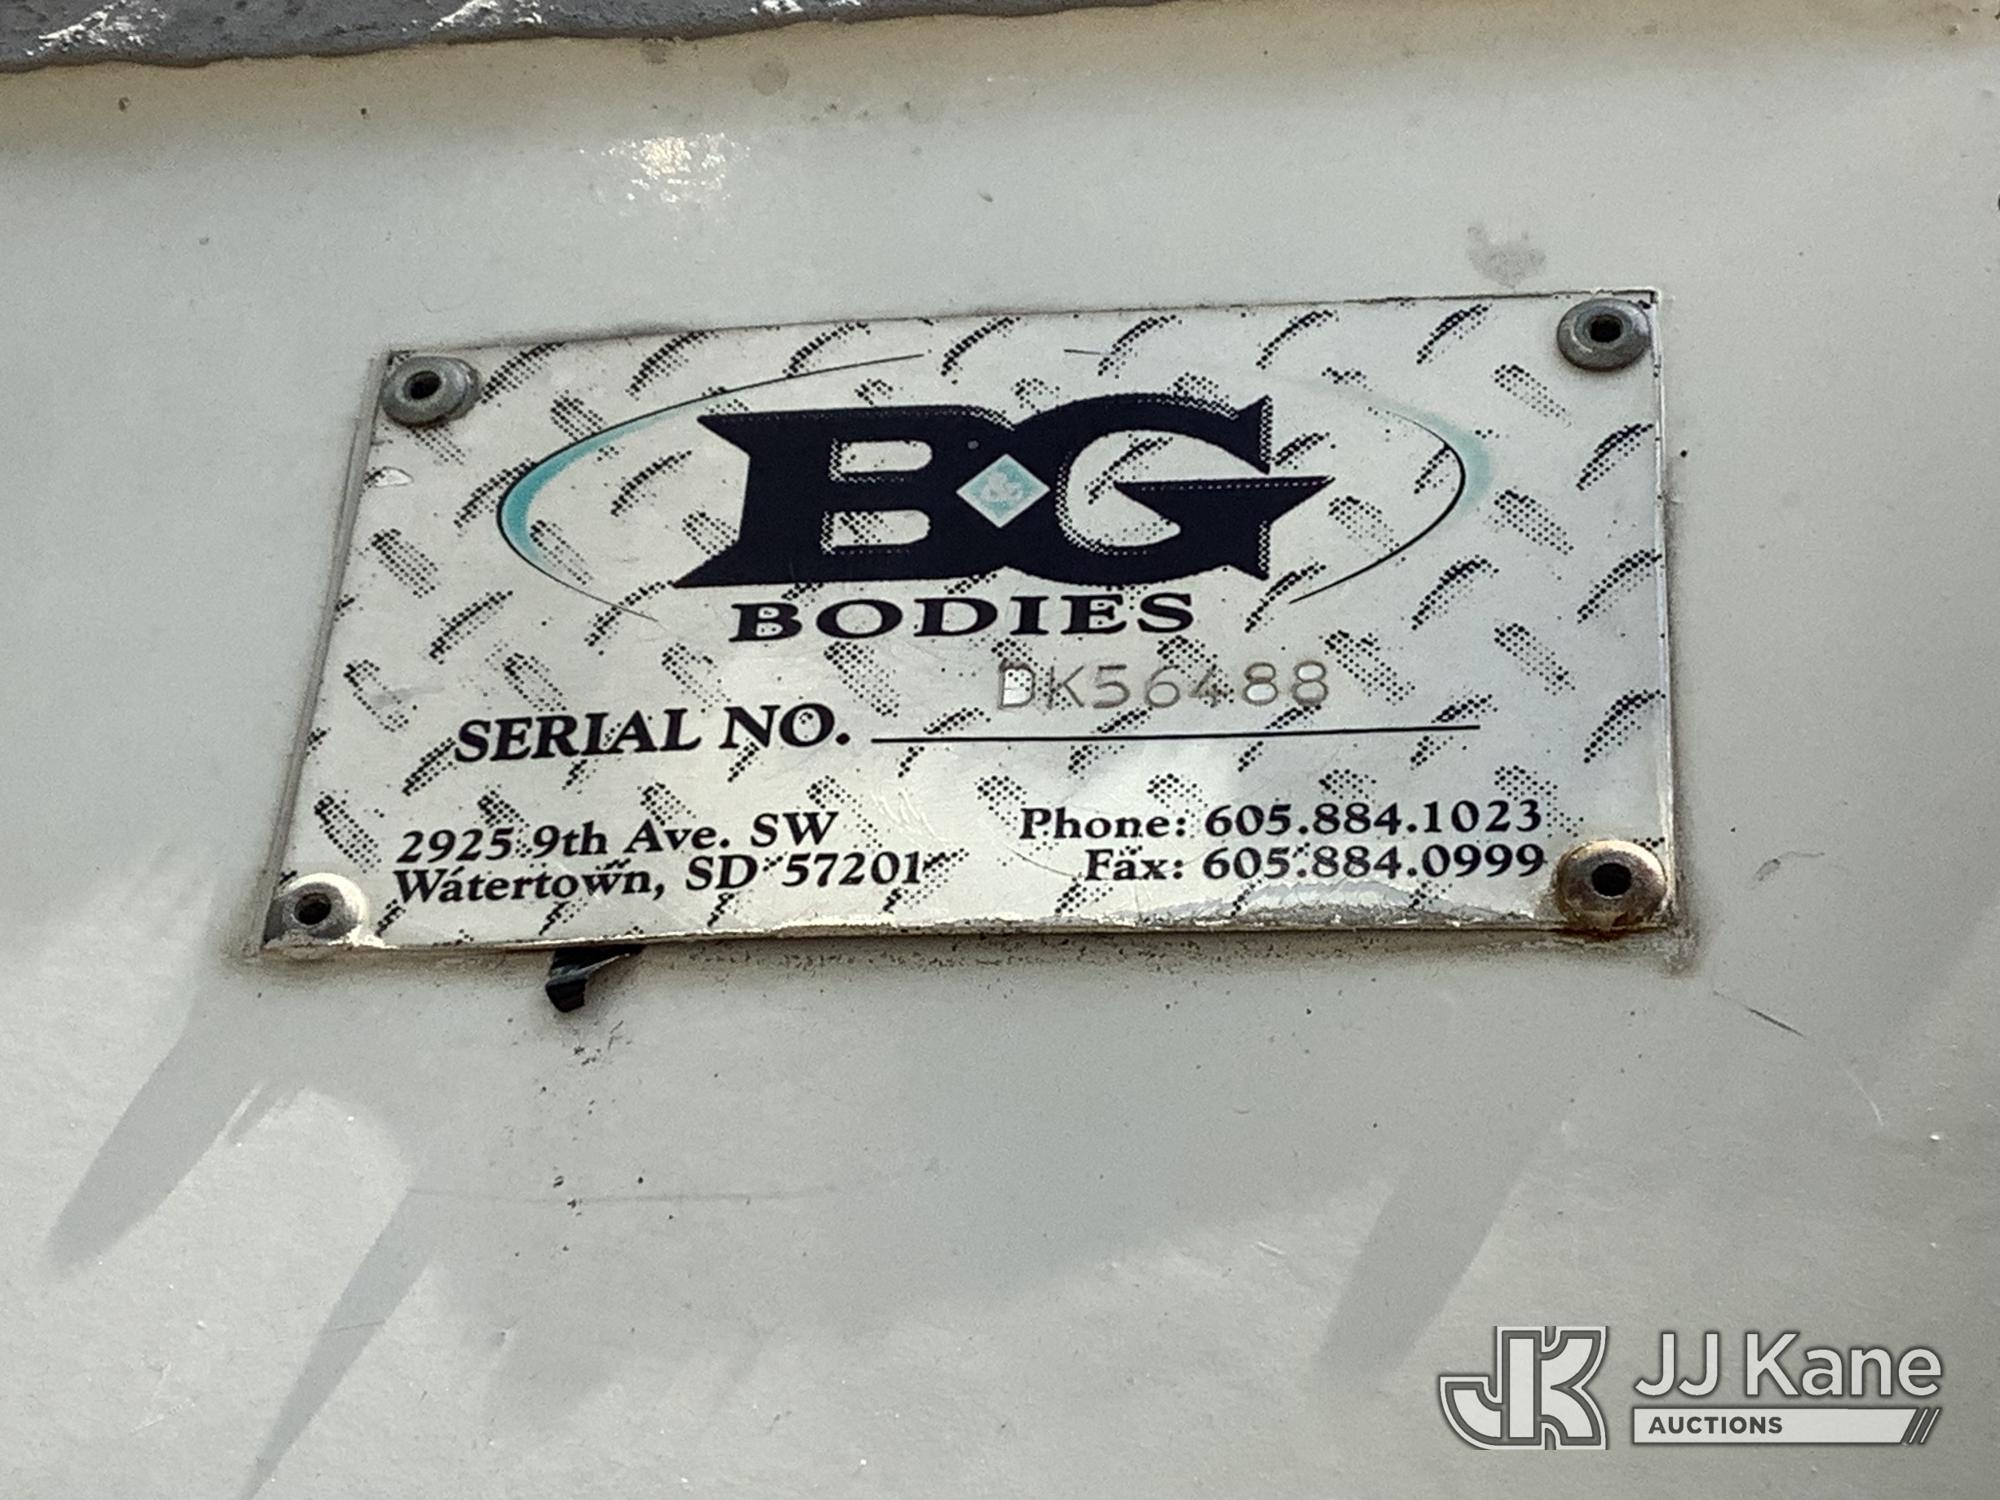 B&G
BODIES
DK56488
SERIAL NO.
2925 9th Ave. SW
Watertown, SD 57201
Phone: 605.884.1023
Fax: 605.884.0999
JK JJ Kane
AUCTIONS